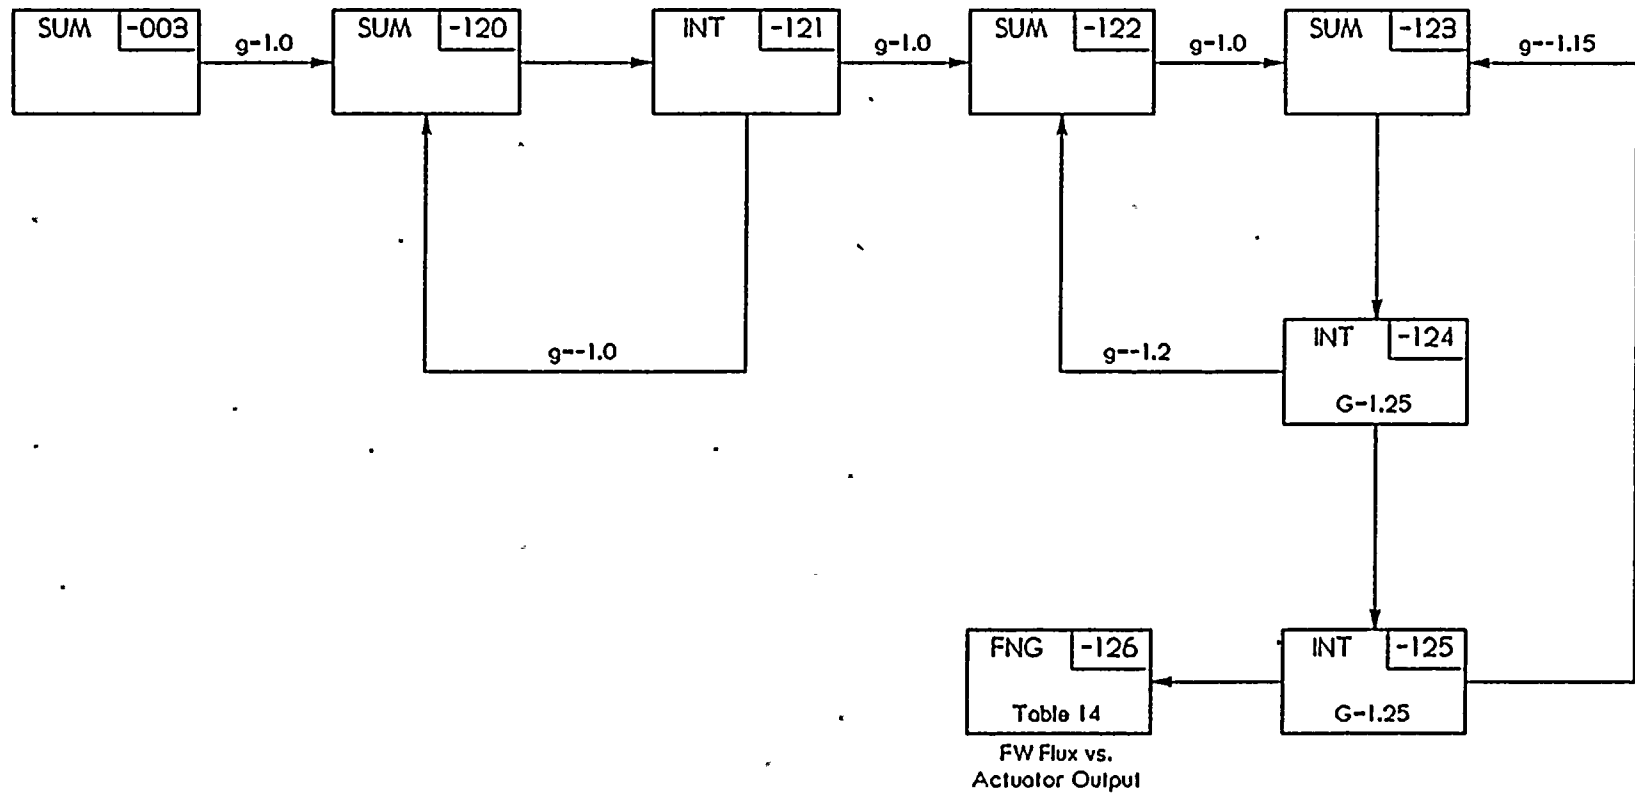 SUM -003
g=1.0
SUM -120
INT -121
g=1.0
SUM -122
g=1.0
SUM -123
g=-1.15
g=-1.0
g=-1.2
INT -124
G=1.25
FNG -126
Table 14
INT -125
G=1.25
FW Flux vs.
Actuator Output